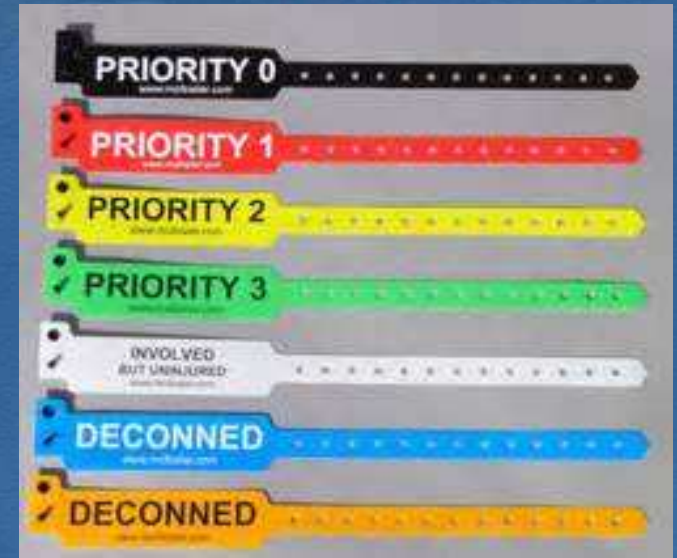 PRIORITY 0
PRIORITY 1
PRIORITY 2
PRIORITY 3
INVOLVED
BUT UNINJURED
DECONNED
DECONNED